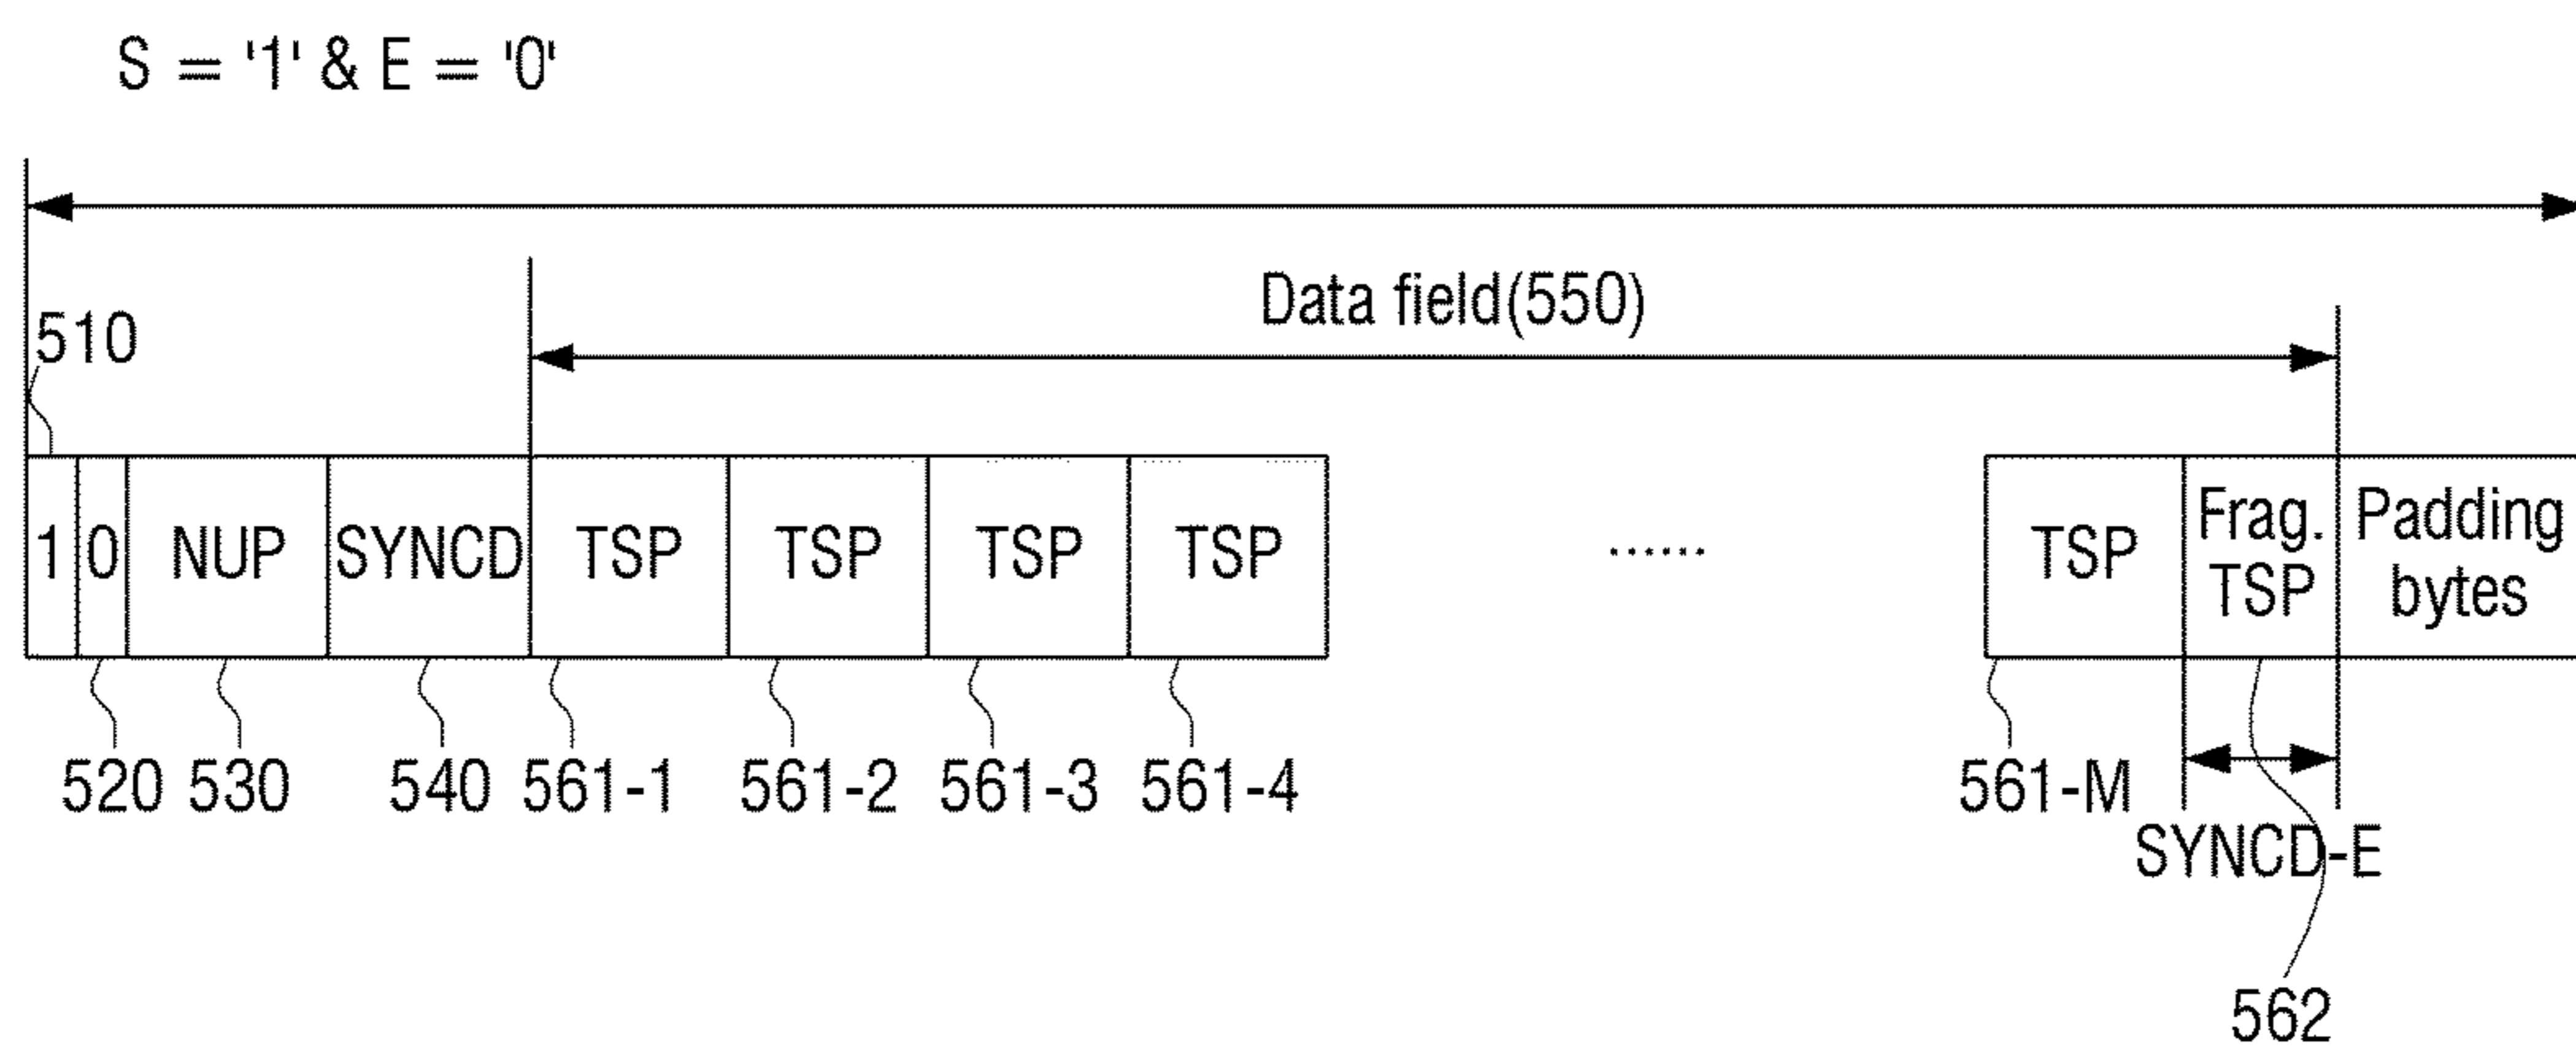 S = '1' & E = '0'
Data field(550)
510
1 0 NUP SYNCD TSP TSP TSP TSP ...... TSP Frag. TSP Padding bytes
520 530 540 561-1 561-2 561-3 561-4 561-M
SYNCD-E
562